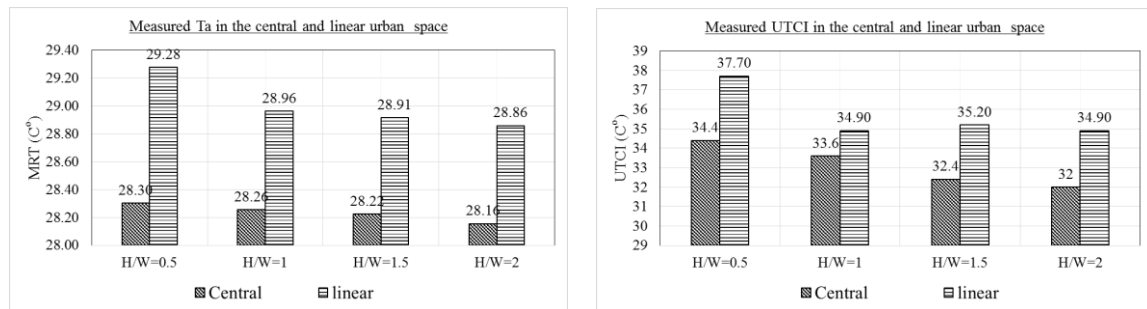 Measured Ta in the central and linear urban space
MRT (C°)
29.40
29.20
29.00
28.80
28.60
28.40
28.20
28.00
28.30
29.28
28.26
28.96
28.22
28.91
28.16
28.86
H/W=0.5
H/W=1
H/W=1.5
H/W=2
Central
linear
Measured UTCI in the central and linear urban space
UTCI (C°)
39
38
37
36
35
34
33
32
31
30
29
34.4
37.70
33.6
34.90
32.4
35.20
32
34.90
H/W=0.5
H/W=1
H/W=1.5
H/W=2
Central
linear